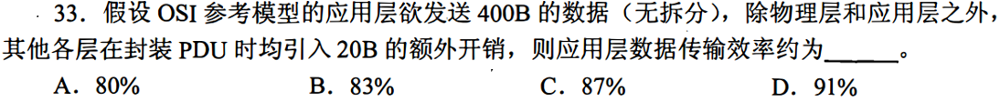 33．假设 OSI 参考模型的应用层欲发送 400B 的数据（无拆分），除物理层和应用层之外，
其他各层在封装 PDU 时均引入 20B 的额外开销，则应用层数据传输效率约为______。
A．80% B．83% C．87% D．91%